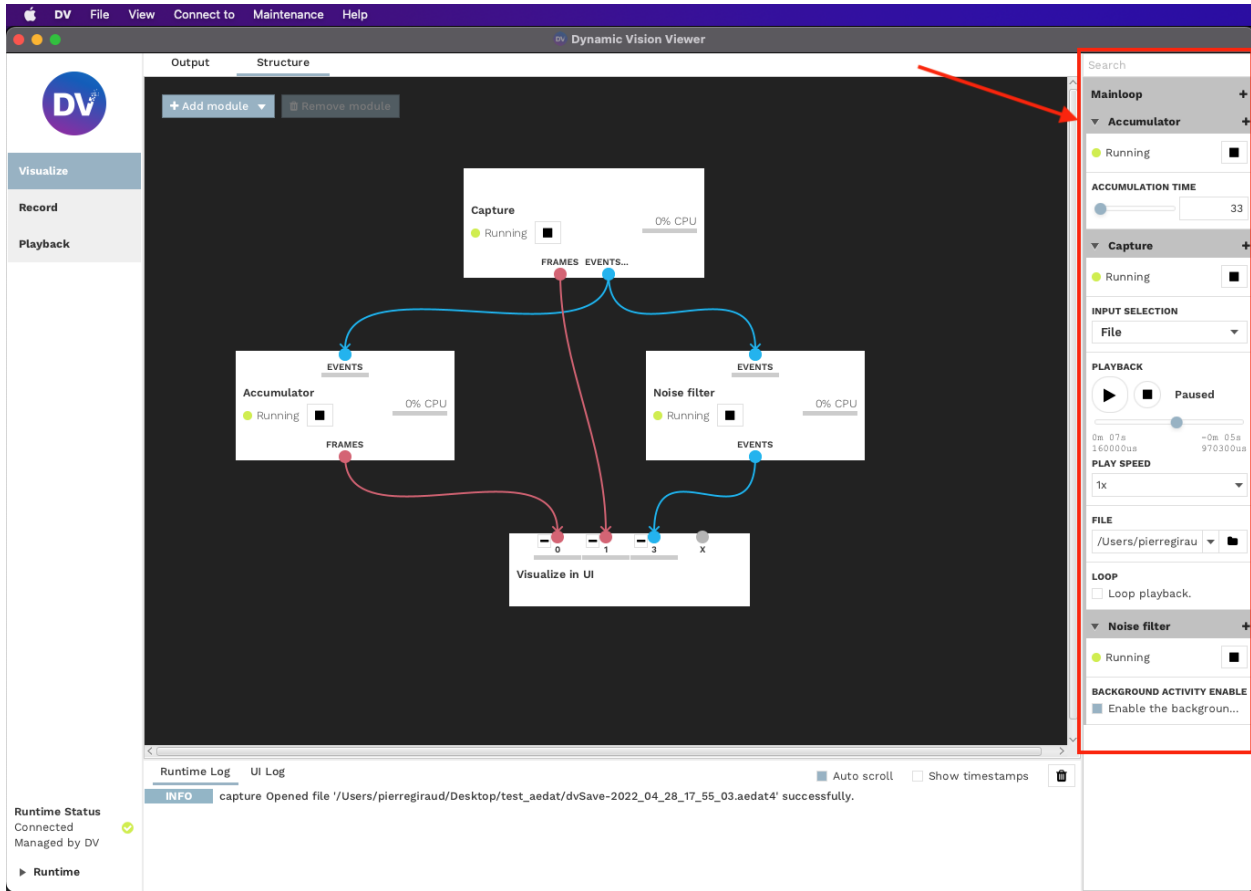 DV File View Connect to Maintenance Help
DV Dynamic Vision Viewer
DV
Visualize
Record
Playback
Runtime Status
Connected
Managed by DV
Runtime
Output Structure
+ Add module Remove module
Capture
Running
0% CPU
FRAMES EVENTS...
EVENTS
Accumulator
Running
0% CPU
FRAMES
EVENTS
Noise filter
Running
0% CPU
EVENTS
0 1 3 X
Visualize in UI
Runtime Log UI Log
Auto scroll Show timestamps
INFO capture Opened file '/Users/pierregiraud/Desktop/test_aedat/dvSave-2022_04_28_17_55_03.aedat4' successfully.
Search
Mainloop +
Accumulator +
Running
ACCUMULATION TIME
33
Capture +
Running
INPUT SELECTION
File
PLAYBACK
Paused
0m 07s -0m 05s
160000us 970300us
PLAY SPEED
1x
FILE
/Users/pierregirau
LOOP
Loop playback.
Noise filter +
Running
BACKGROUND ACTIVITY ENABLE
Enable the backgroun...